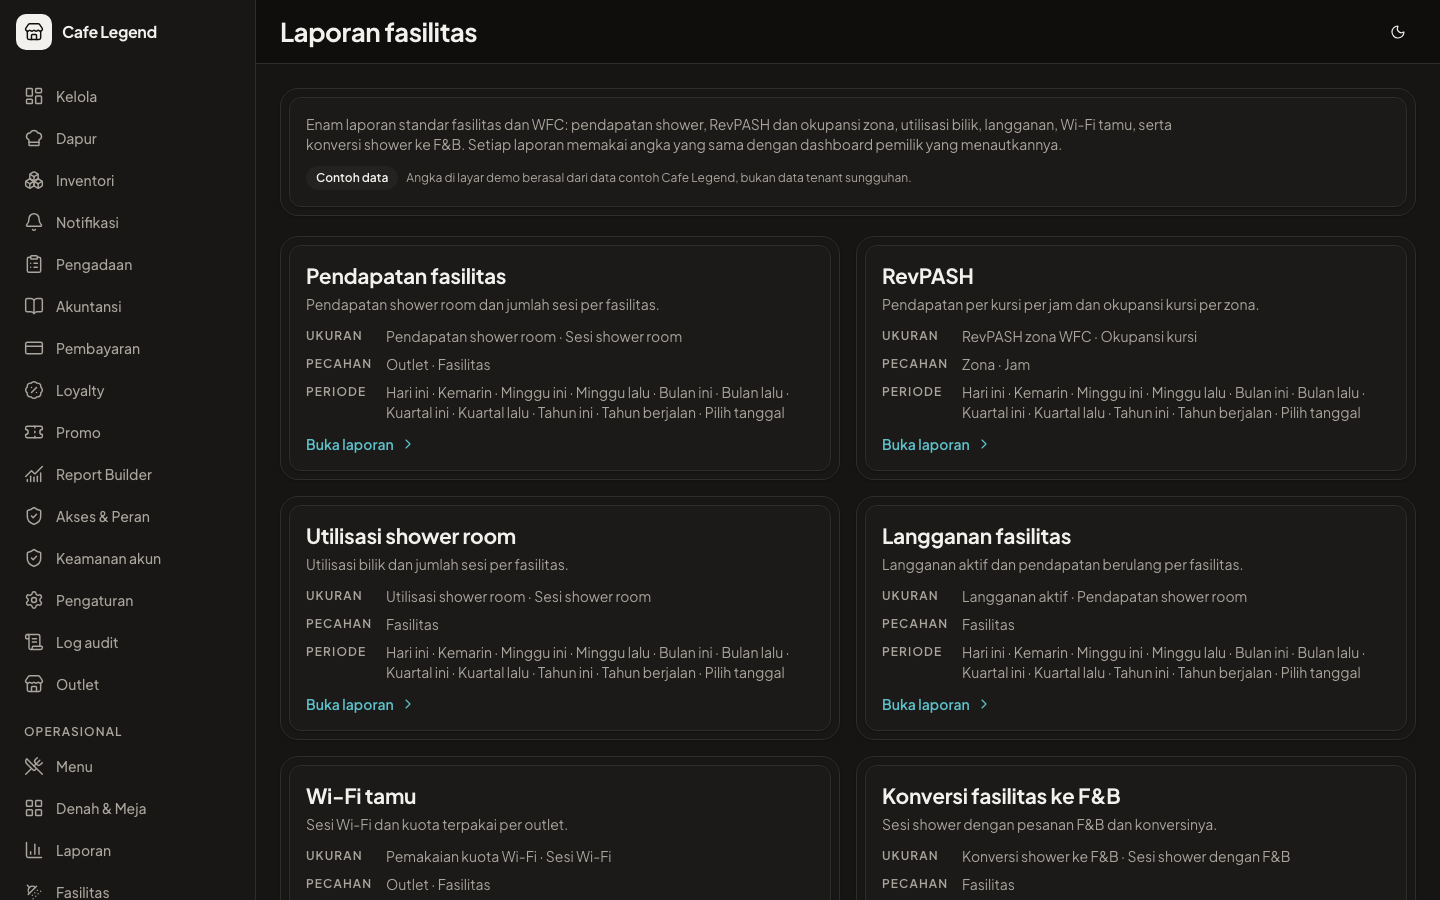 Cafe Legend
Kelola
Dapur
Inventori
Notifikasi
Pengadaan
Akuntansi
Pembayaran
Loyalty
Promo
Report Builder
Akses & Peran
Keamanan akun
Pengaturan
Log audit
Outlet
OPERASIONAL
Menu
Denah & Meja
Laporan
Fasilitas
Laporan fasilitas
Enam laporan standar fasilitas dan WFC: pendapatan shower, RevPASH dan okupansi zona, utilisasi bilik, langganan, Wi-Fi tamu, serta
konversi shower ke F&B. Setiap laporan memakai angka yang sama dengan dashboard pemilik yang menautkannya.
Contoh data Angka di layar demo berasal dari data contoh Cafe Legend, bukan data tenant sungguhan.
Pendapatan fasilitas
Pendapatan shower room dan jumlah sesi per fasilitas.
UKURAN Pendapatan shower room · Sesi shower room
PECAHAN Outlet · Fasilitas
PERIODE Hari ini · Kemarin · Minggu ini · Minggu lalu · Bulan ini · Bulan lalu ·
Kuartal ini · Kuartal lalu · Tahun ini · Tahun berjalan · Pilih tanggal
Buka laporan
RevPASH
Pendapatan per kursi per jam dan okupansi kursi per zona.
UKURAN RevPASH zona WFC · Okupansi kursi
PECAHAN Zona · Jam
PERIODE Hari ini · Kemarin · Minggu ini · Minggu lalu · Bulan ini · Bulan lalu ·
Kuartal ini · Kuartal lalu · Tahun ini · Tahun berjalan · Pilih tanggal
Buka laporan
Utilisasi shower room
Utilisasi bilik dan jumlah sesi per fasilitas.
UKURAN Utilisasi shower room · Sesi shower room
PECAHAN Fasilitas
PERIODE Hari ini · Kemarin · Minggu ini · Minggu lalu · Bulan ini · Bulan lalu ·
Kuartal ini · Kuartal lalu · Tahun ini · Tahun berjalan · Pilih tanggal
Buka laporan
Langganan fasilitas
Langganan aktif dan pendapatan berulang per fasilitas.
UKURAN Langganan aktif · Pendapatan shower room
PECAHAN Fasilitas
PERIODE Hari ini · Kemarin · Minggu ini · Minggu lalu · Bulan ini · Bulan lalu ·
Kuartal ini · Kuartal lalu · Tahun ini · Tahun berjalan · Pilih tanggal
Buka laporan
Wi-Fi tamu
Sesi Wi-Fi dan kuota terpakai per outlet.
UKURAN Pemakaian kuota Wi-Fi · Sesi Wi-Fi
PECAHAN Outlet · Fasilitas
Konversi fasilitas ke F&B
Sesi shower dengan pesanan F&B dan konversinya.
UKURAN Konversi shower ke F&B · Sesi shower dengan F&B
PECAHAN Fasilitas